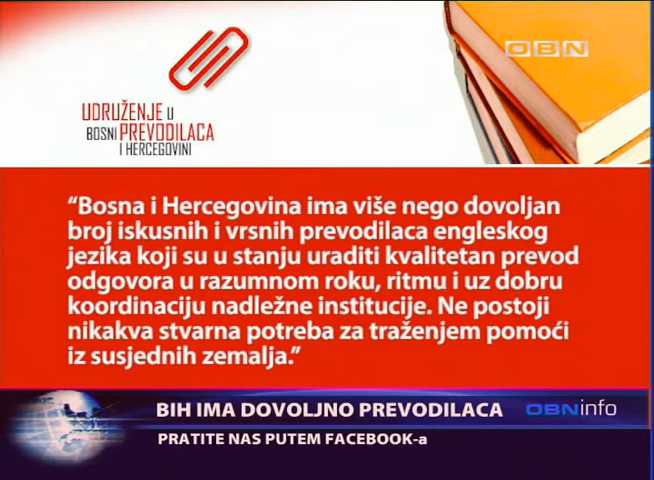 OBN
UDRUŽENJE U
BOSNI PREVODILACA
I HERCEGOVINI
“Bosna i Hercegovina ima više nego dovoljan
broj iskusnih i vrsnih prevodilaca engleskog
jezika koji su u stanju uraditi kvalitetan prevod
odgovora u razumnom roku, ritmu i uz dobru
koordinaciju nadležne institucije. Ne postoji
nikakva stvarna potreba za traženjem pomoći
iz susjednih zemalja.”
BIH IMA DOVOLJNO PREVODILACA OBNinfo
PRATITE NAS PUTEM FACEBOOK-a